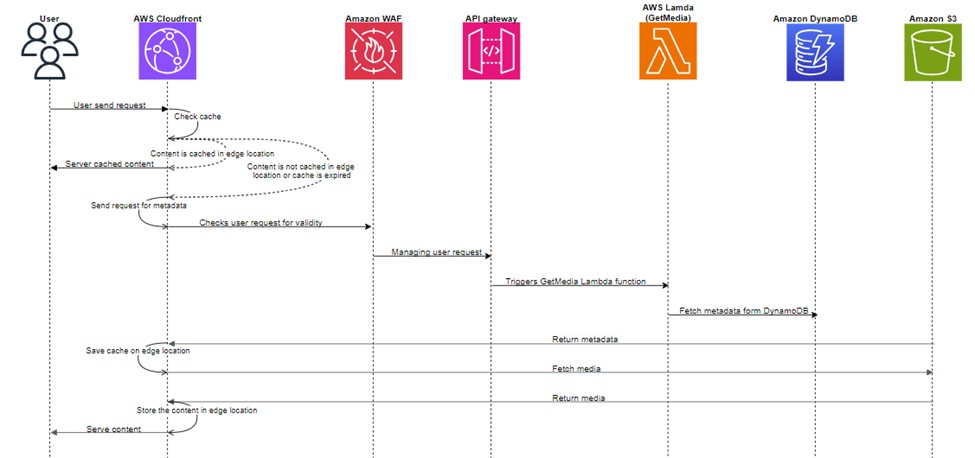 User
AWS Cloudfront
Amazon WAF
API gateway
AWS Lamda
(GetMedia)
Amazon DynamoDB
Amazon S3
User send request
Check cache
Content is cached in edge location
Server cached content
Content is not cached in edge
location or cache is expired
Send request for metadata
Checks user request for validity
Managing user request
Triggers GetMedia Lambda function
Fetch metadata form DynamoDB
Return metadata
Save cache on edge location
Fetch media
Return media
Store the content in edge location
Serve content